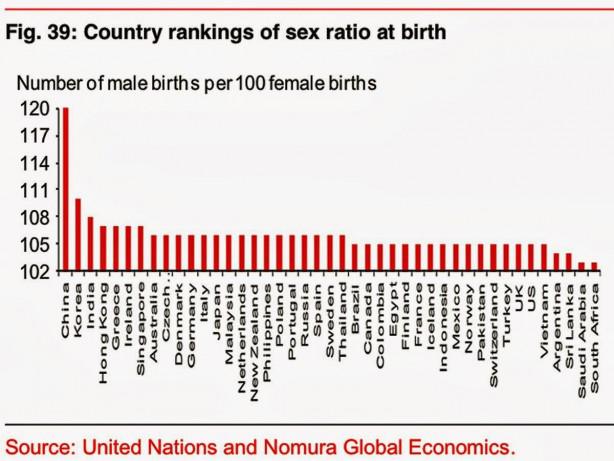 Fig. 39: Country rankings of sex ratio at birth
Number of male births per 100 female births
120
117
114
111
108
105
102
China
Korea
India
Hong Kong
Greece
Ireland
Singapore
Australia
Czech...
Denmark
Germany
Italy
Japan
Malaysia
Netherlands
New Zealand
Philippines
Poland
Portugal
Russia
Spain
Sweden
Thailand
Brazil
Canada
Colombia
Egypt
Finland
France
Iceland
Indonesia
Mexico
Norway
Pakistan
Switzerland
Turkey
UK
US
Vietnam
Argentina
Sri Lanka
Saudi Arabia
South Africa
Source: United Nations and Nomura Global Economics.